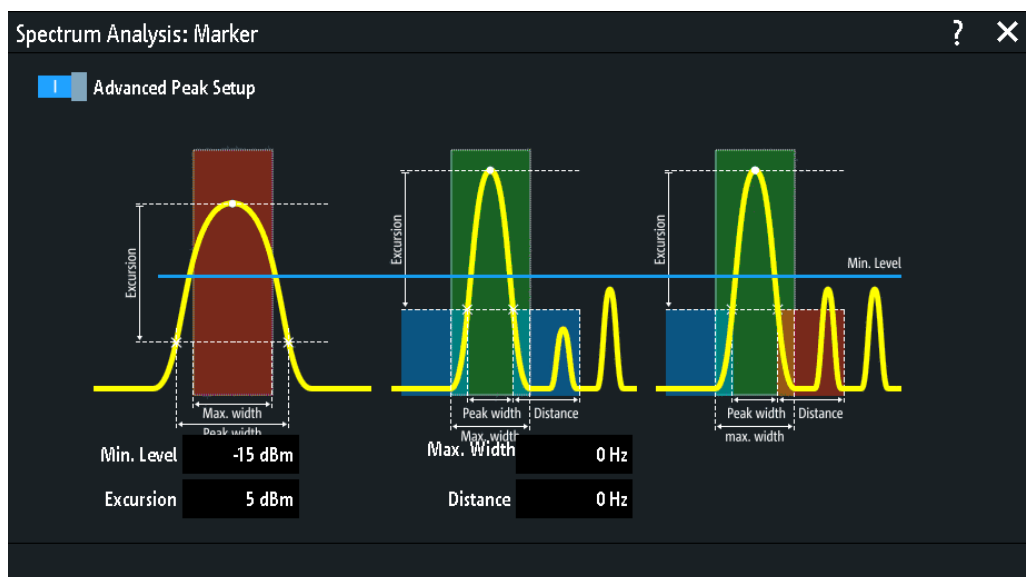 Spectrum Analysis: Marker ? ✕
I Advanced Peak Setup
Excursion
Excursion
Excursion
Min. Level
Max. width
Peak width
Peak width Distance
Max. width
Peak width Distance
max. width
Min. Level -15 dBm Max. Width 0 Hz
Excursion 5 dBm Distance 0 Hz